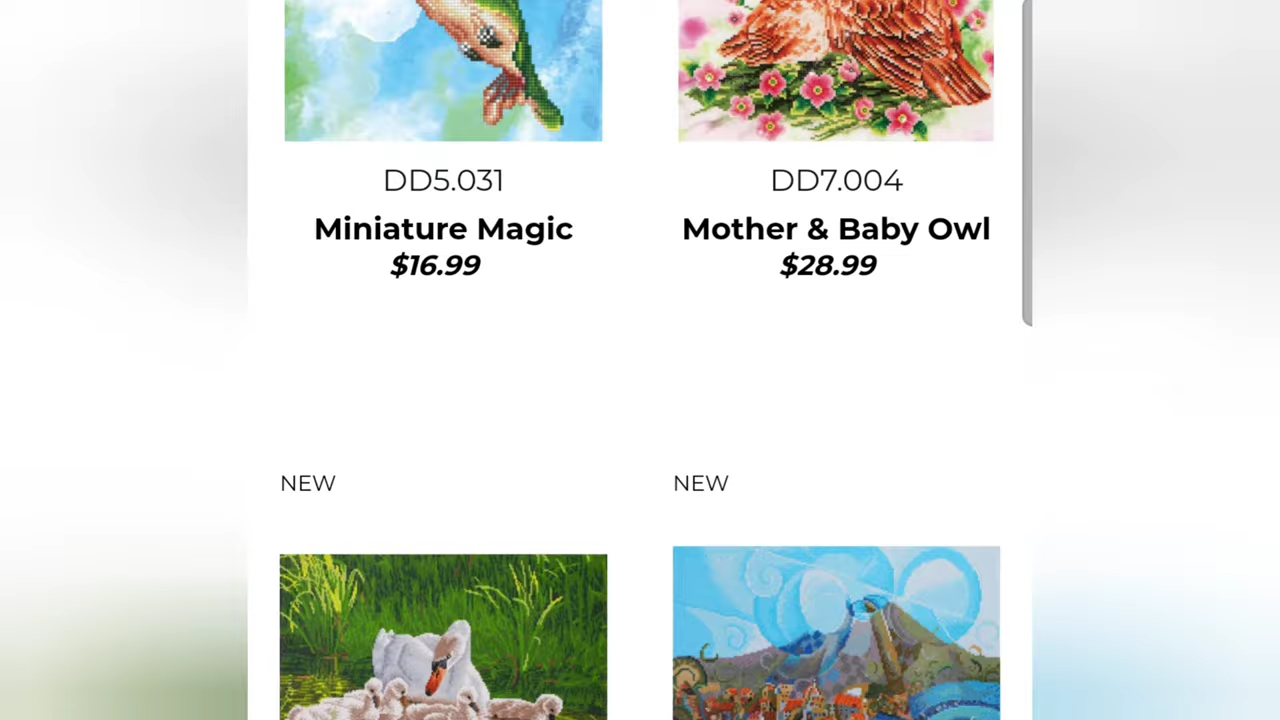 DD5.031
Miniature Magic
$16.99
DD7.004
Mother & Baby Owl
$28.99
NEW
NEW